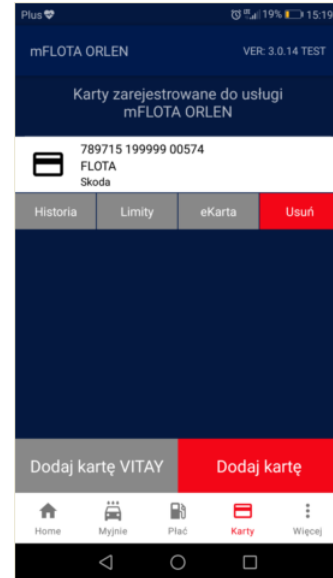 Plus 19% 15:19
mFLOTA ORLEN VER: 3.0.14 TEST
Karty zarejestrowane do usługi
mFLOTA ORLEN
789715 199999 00574
FLOTA
Skoda
Historia Limity eKarta Usuń
Dodaj kartę VITAY Dodaj kartę
Home Myjnie Płać Karty Więcej